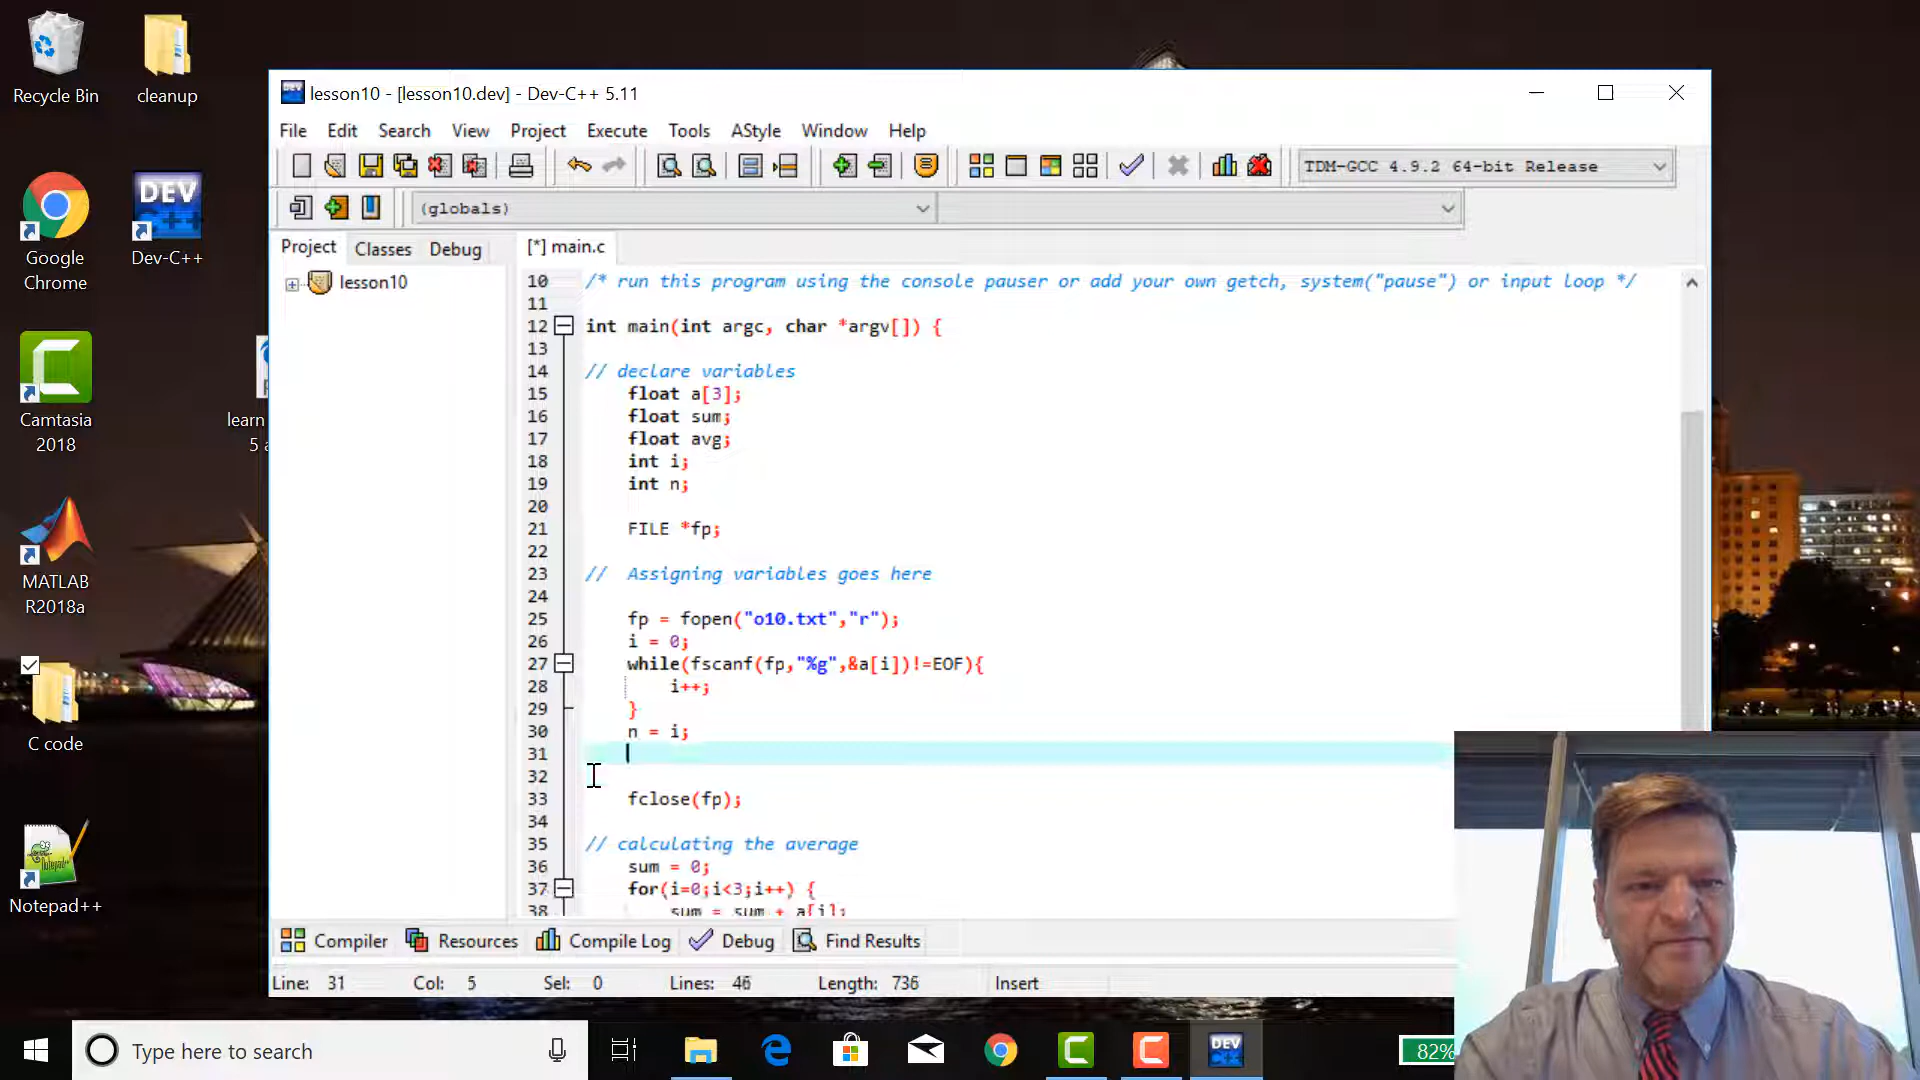 Recycle Bin
cleanup
Google
Chrome
DEV
C++
Dev-C++
Camtasia
2018
learn
5 a
MATLAB
R2018a
C code
Notepad++
lesson10 - [lesson10.dev] - Dev-C++ 5.11
File Edit Search View Project Execute Tools AStyle Window Help
TDM-GCC 4.9.2 64-bit Release
(globals)
Project Classes Debug
[*] main.c
lesson10
10 /* run this program using the console pauser or add your own getch, system("pause") or input loop */
11
12 int main(int argc, char *argv[]) {
13
14 // declare variables
15 float a[3];
16 float sum;
17 float avg;
18 int i;
19 int n;
20
21 FILE *fp;
22
23 // Assigning variables goes here
24
25 fp = fopen("o10.txt","r");
26 i = 0;
27 while(fscanf(fp,"%g",&a[i])!=EOF){
28 i++;
29 }
30 n = i;
31
32
33 fclose(fp);
34
35 // calculating the average
36 sum = 0;
37 for(i=0;i<3;i++) {
38 sum = sum + a[i];
Compiler Resources Compile Log Debug Find Results
Line: 31 Col: 5 Sel: 0 Lines: 46 Length: 736 Insert
Type here to search
DEV
82%